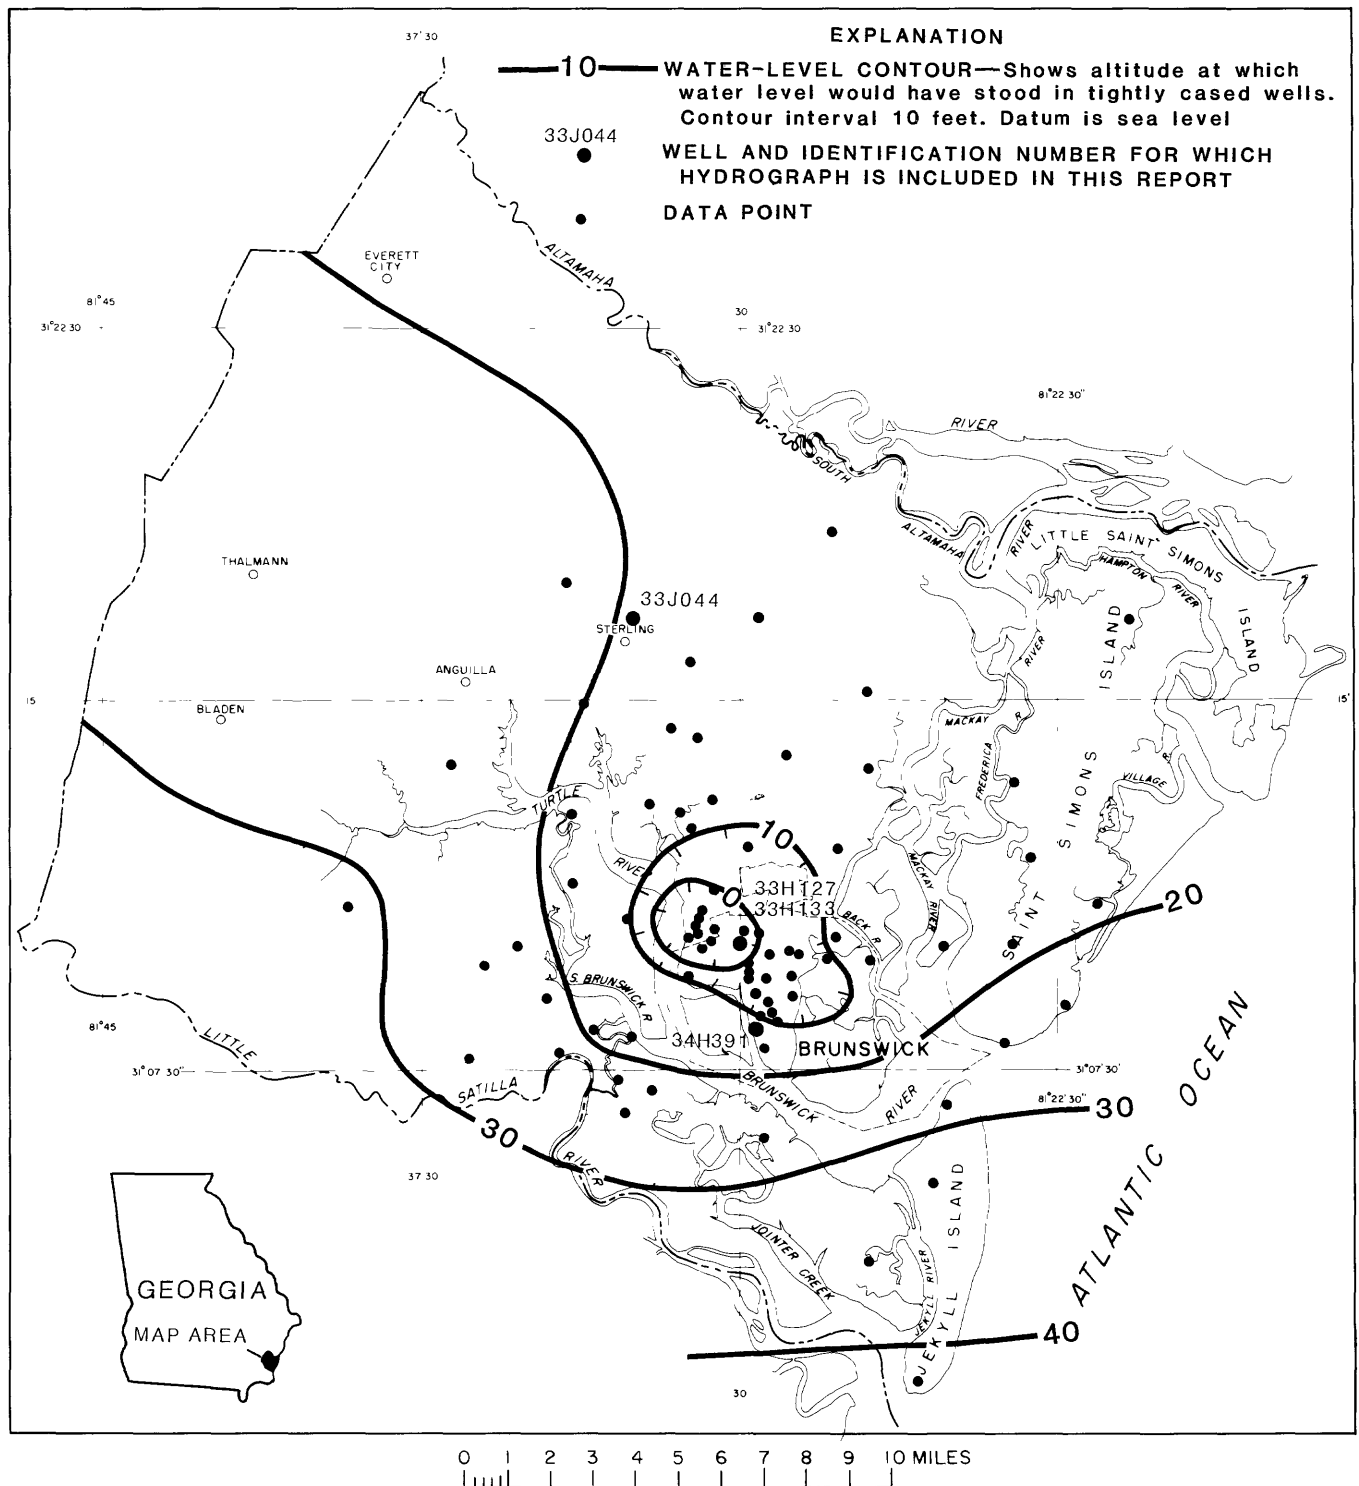 EXPLANATION
10 WATER-LEVEL CONTOUR—Shows altitude at which
water level would have stood in tightly cased wells.
Contour interval 10 feet. Datum is sea level
33J044
WELL AND IDENTIFICATION NUMBER FOR WHICH
HYDROGRAPH IS INCLUDED IN THIS REPORT
DATA POINT
37'30
EVERETT
CITY
ALTAMAHA
81°45
31°22 30
30
31°22 30
81°22 30"
RIVER
SOUTH
ALTAMAHA
RIVER
LITTLE SAINT SIMONS
ISLAND
HAMPTON
RIVER
THALMANN
33J044
STERLING
ISLAND
RIVER
ANGUILLA
15
BLADEN
15'
MACKAY
R
FREDERICA
SIMONS
VILLAGE
R
TURTLE
10
RIVER
MACKAY
RIVER
0
33H127
33H133
BACK R
SAINT
20
S. BRUNSWICK
R
81°45
LITTLE
34H391
BRUNSWICK
31°07 30"
SATILLA
BRUNSWICK
RIVER
31°07'30'
81°22'30"
30
30
RIVER
37 30
OCEAN
ATLANTIC
ISLAND
JOINTER CREEK
JEKYLL RIVER
JEKYLL
40
GEORGIA
MAP AREA
30
0 1 2 3 4 5 6 7 8 9 10 MILES